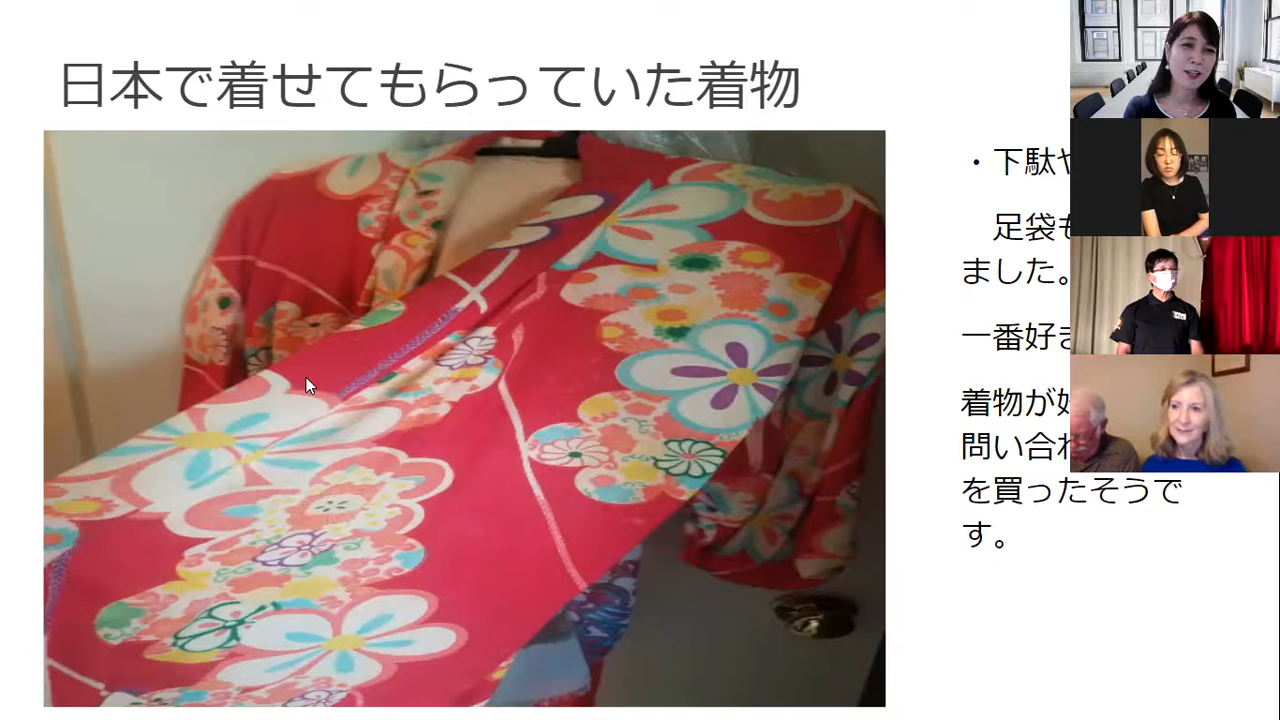 日本で着せてもらっていた着物
・下駄
足袋も
ました。
一番好き
着物が
問い合わ
を買ったそうで
す。